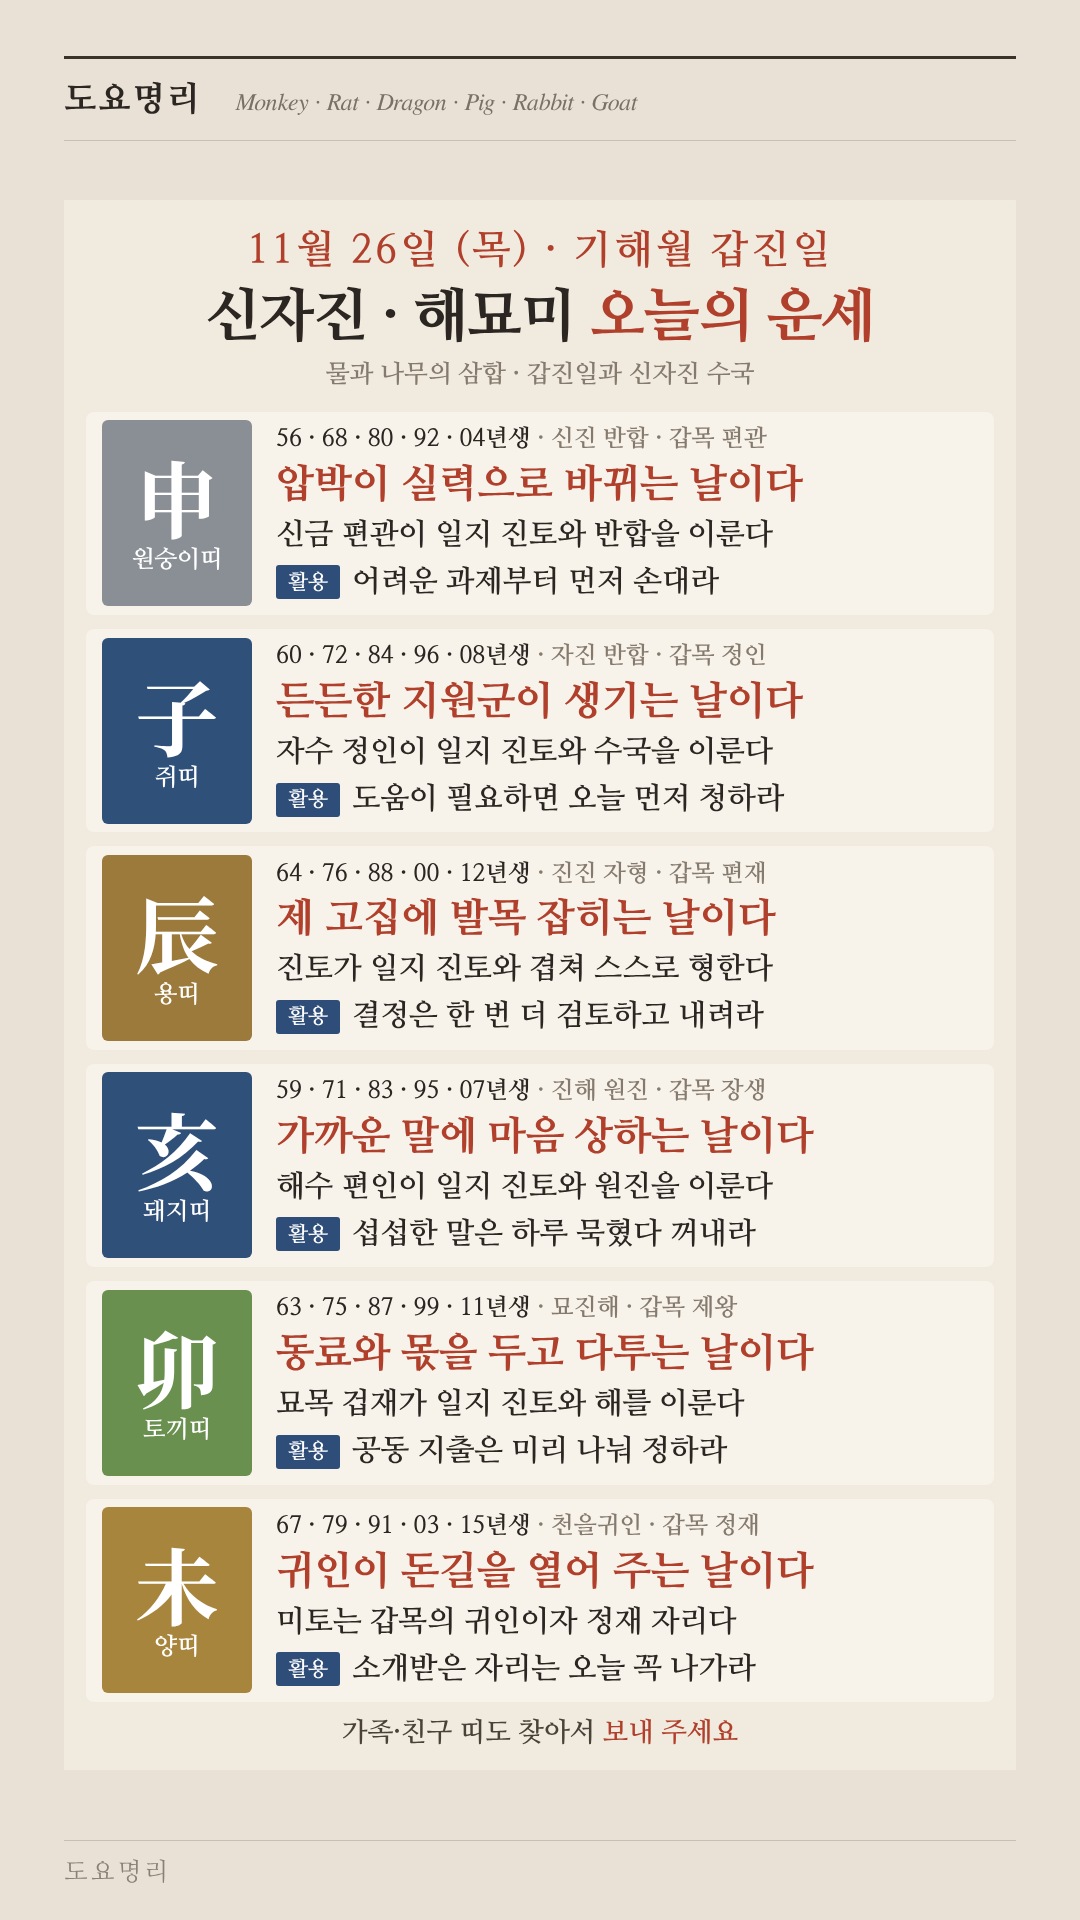 도요명리 Monkey · Rat · Dragon · Pig · Rabbit · Goat
11월 26일 (목) · 기해월 갑진일
신자진 · 해묘미 오늘의 운세
물과 나무의 삼합 · 갑진일과 신자진 수국
申
원숭이띠
56 · 68 · 80 · 92 · 04년생 · 신진 반합 · 갑목 편관
압박이 실력으로 바뀌는 날이다
신금 편관이 일지 진토와 반합을 이룬다
활용 어려운 과제부터 먼저 손대라
子
쥐띠
60 · 72 · 84 · 96 · 08년생 · 자진 반합 · 갑목 정인
든든한 지원군이 생기는 날이다
자수 정인이 일지 진토와 수국을 이룬다
활용 도움이 필요하면 오늘 먼저 청하라
辰
용띠
64 · 76 · 88 · 00 · 12년생 · 진진 자형 · 갑목 편재
제 고집에 발목 잡히는 날이다
진토가 일지 진토와 겹쳐 스스로 형한다
활용 결정은 한 번 더 검토하고 내려라
亥
돼지띠
59 · 71 · 83 · 95 · 07년생 · 진해 원진 · 갑목 장생
가까운 말에 마음 상하는 날이다
해수 편인이 일지 진토와 원진을 이룬다
활용 섭섭한 말은 하루 묵혔다 꺼내라
卯
토끼띠
63 · 75 · 87 · 99 · 11년생 · 묘진해 · 갑목 제왕
동료와 몫을 두고 다투는 날이다
묘목 겁재가 일지 진토와 해를 이룬다
활용 공동 지출은 미리 나눠 정하라
未
양띠
67 · 79 · 91 · 03 · 15년생 · 천을귀인 · 갑목 정재
귀인이 돈길을 열어 주는 날이다
미토는 갑목의 귀인이자 정재 자리다
활용 소개받은 자리는 오늘 꼭 나가라
가족·친구 띠도 찾아서 보내 주세요
도요명리